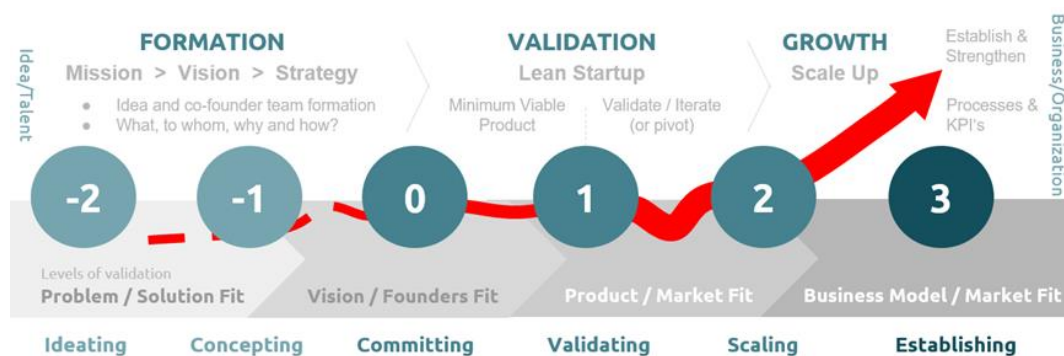 Idea/Talent
FORMATION
Mission > Vision > Strategy
● Idea and co-founder team formation
● What, to whom, why and how?
VALIDATION
Lean Startup
Minimum Viable
Product
Validate / Iterate
(or pivot)
GROWTH
Scale Up
Establish &
Strengthen
Processes &
KPI's
Business/Organization
-2
-1
0
1
2
3
Levels of validation
Problem / Solution Fit
Vision / Founders Fit
Product / Market Fit
Business Model / Market Fit
Ideating
Concepting
Committing
Validating
Scaling
Establishing